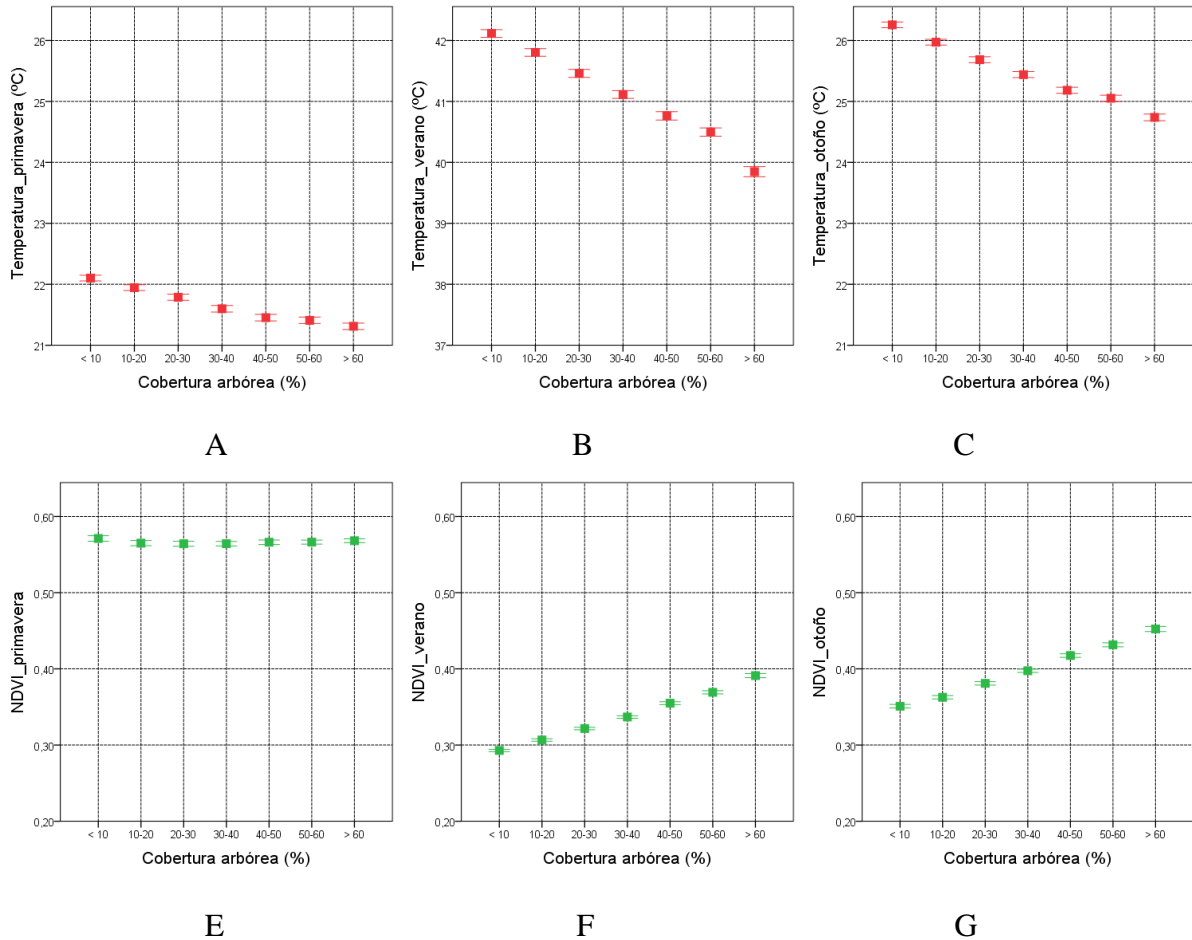 Temperatura_primavera (ºC)
26
25
24
23
22
21
< 10 10-20 20-30 30-40 40-50 50-60 > 60
Cobertura arbórea (%)
A
Temperatura_verano (ºC)
42
41
40
39
38
37
< 10 10-20 20-30 30-40 40-50 50-60 > 60
Cobertura arbórea (%)
B
Temperatura_otoño (ºC)
26
25
24
23
22
21
< 10 10-20 20-30 30-40 40-50 50-60 > 60
Cobertura arbórea (%)
C
NDVI_primavera
0,60
0,50
0,40
0,30
0,20
< 10 10-20 20-30 30-40 40-50 50-60 > 60
Cobertura arbórea (%)
E
NDVI_verano
0,60
0,50
0,40
0,30
0,20
< 10 10-20 20-30 30-40 40-50 50-60 > 60
Cobertura arbórea (%)
F
NDVI_otoño
0,60
0,50
0,40
0,30
0,20
< 10 10-20 20-30 30-40 40-50 50-60 > 60
Cobertura arbórea (%)
G